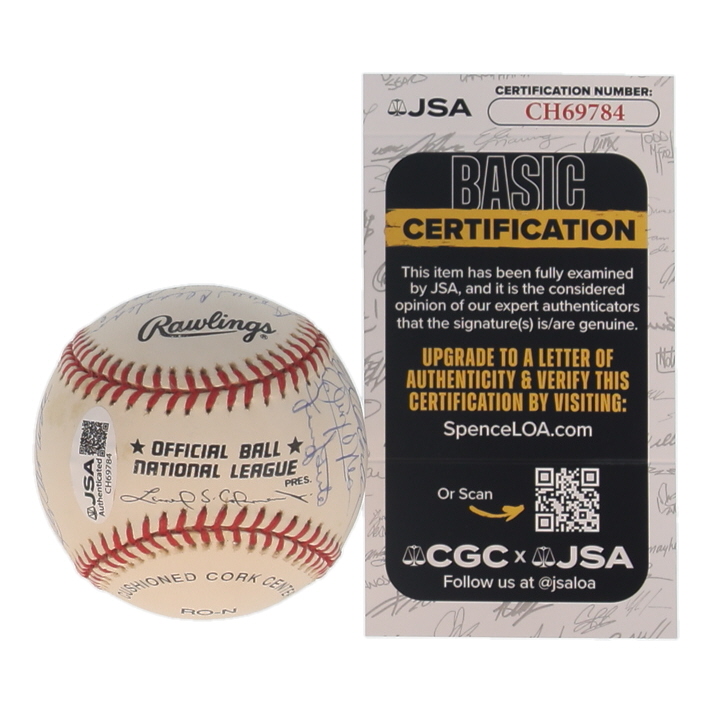 Rawlings
★ OFFICIAL BALL ★
NATIONAL LEAGUE
PRES.
CUSHIONED CORK CENTER
RO-N
JSA
Authenticated
CH69784
JSA
CERTIFICATION NUMBER:
CH69784
BASIC
CERTIFICATION
This item has been fully examined
by JSA, and it is the considered
opinion of our expert authenticators
that the signature(s) is/are genuine.
UPGRADE TO A LETTER OF
AUTHENTICITY & VERIFY THIS
CERTIFICATION BY VISITING:
SpenceLOA.com
Or Scan
CGC x JSA
Follow us at @jsaloa